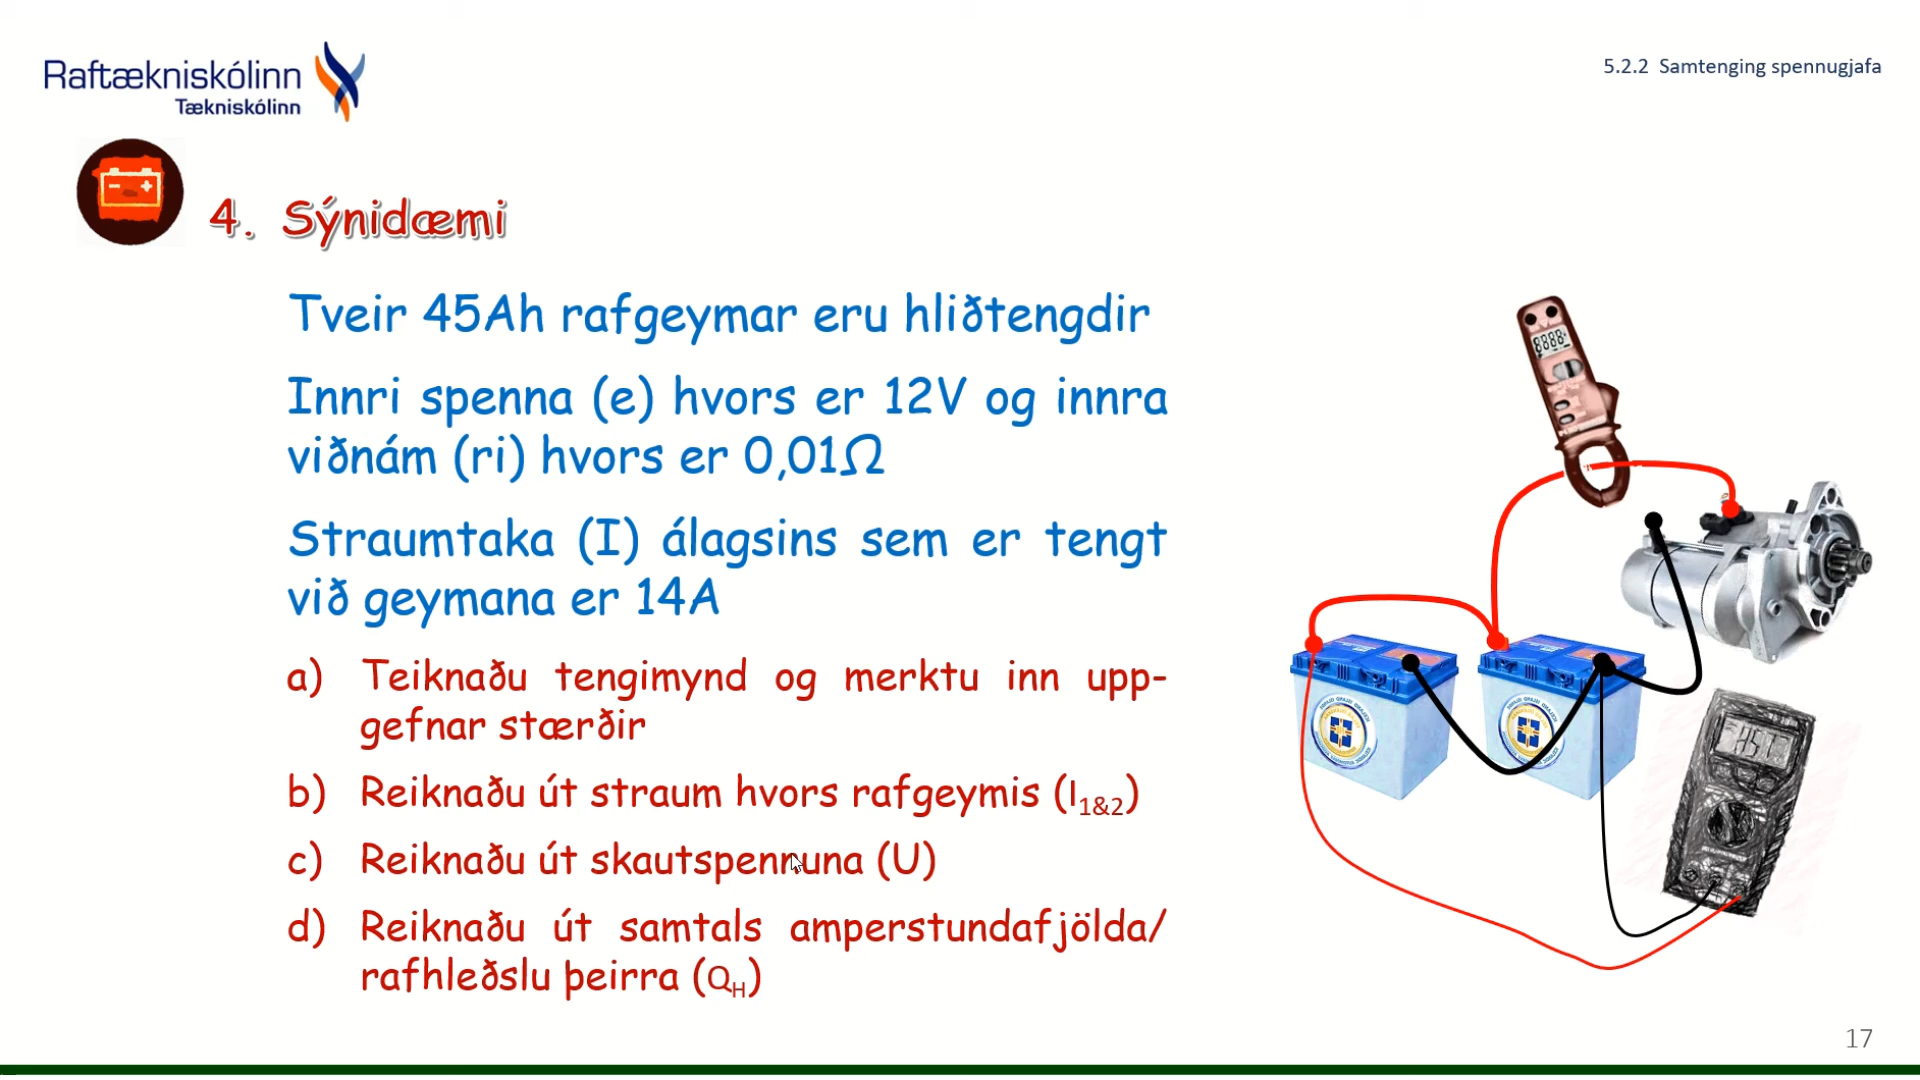 Raftækniskólinn
Tækniskólinn
5.2.2 Samtenging spennugjafa
4. Sýnidæmi
Tveir 45Ah rafgeymar eru hliðtengdir
Innri spenna (e) hvors er 12V og innra
viðnám (ri) hvors er 0,01Ω
Straumtaka (I) álagsins sem er tengt
við geymana er 14A
a) Teiknaðu tengimynd og merktu inn upp-
gefnar stærðir
b) Reiknaðu út straum hvors rafgeymis (I1&2)
c) Reiknaðu út skautspennuna (U)
d) Reiknaðu út samtals amperstundafjölda/
rafhleðslu þeirra (QH)
17